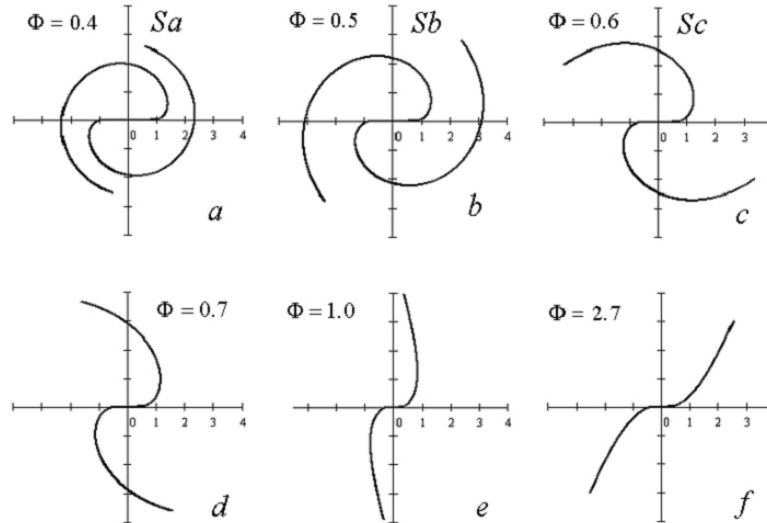 Φ = 0.4 Sa
0 1 2 3 4
a
Φ = 0.5 Sb
0 1 2 3 4
b
Φ = 0.6 Sc
0 1 2 3 4
c
Φ = 0.7
0 1 2 3 4
d
Φ = 1.0
0 1 2 3 4
e
Φ = 2.7
0 1 2 3
f